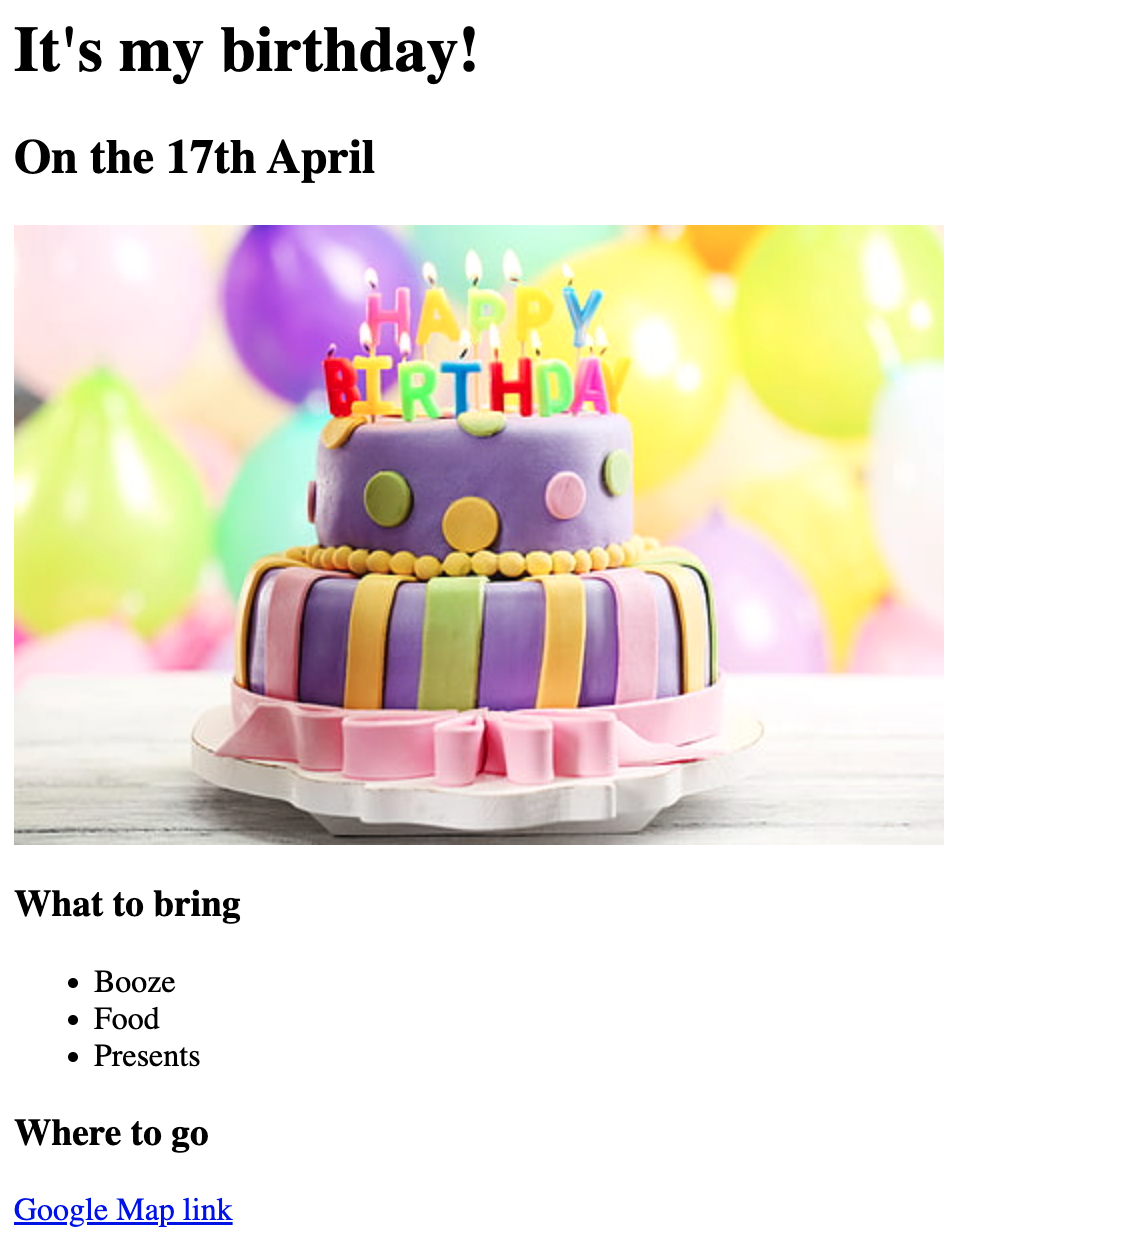 It's my birthday!
On the 17th April
HAPPY
BIRTHDAY
What to bring
Booze
Food
Presents
Where to go
Google Map link